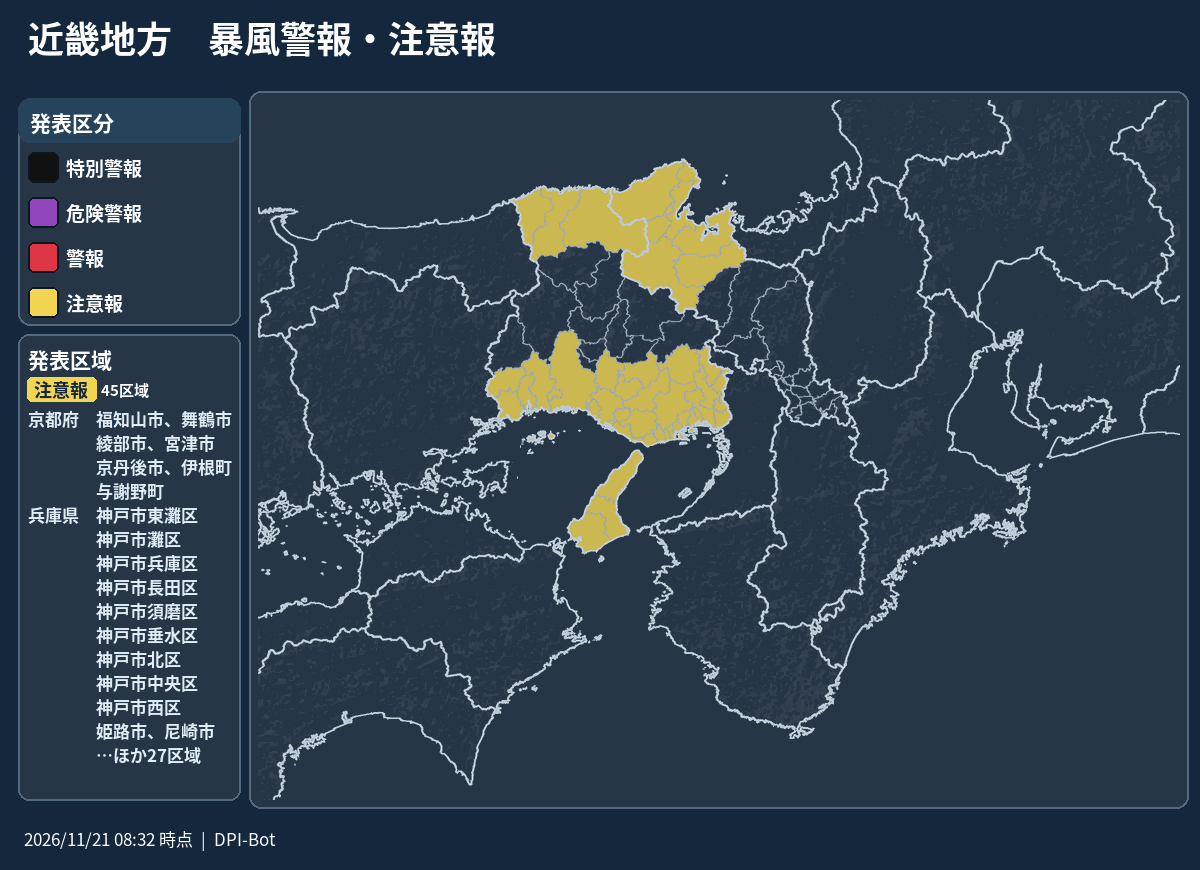 近畿地方　暴風警報・注意報
発表区分
特別警報
危険警報
警報
注意報
発表区域
注意報 45区域
京都府 福知山市、舞鶴市
綾部市、宮津市
京丹後市、伊根町
与謝野町
兵庫県 神戸市東灘区
神戸市灘区
神戸市兵庫区
神戸市長田区
神戸市須磨区
神戸市垂水区
神戸市北区
神戸市中央区
神戸市西区
姫路市、尼崎市
…ほか27区域
2026/11/21 08:32 時点 | DPI-Bot